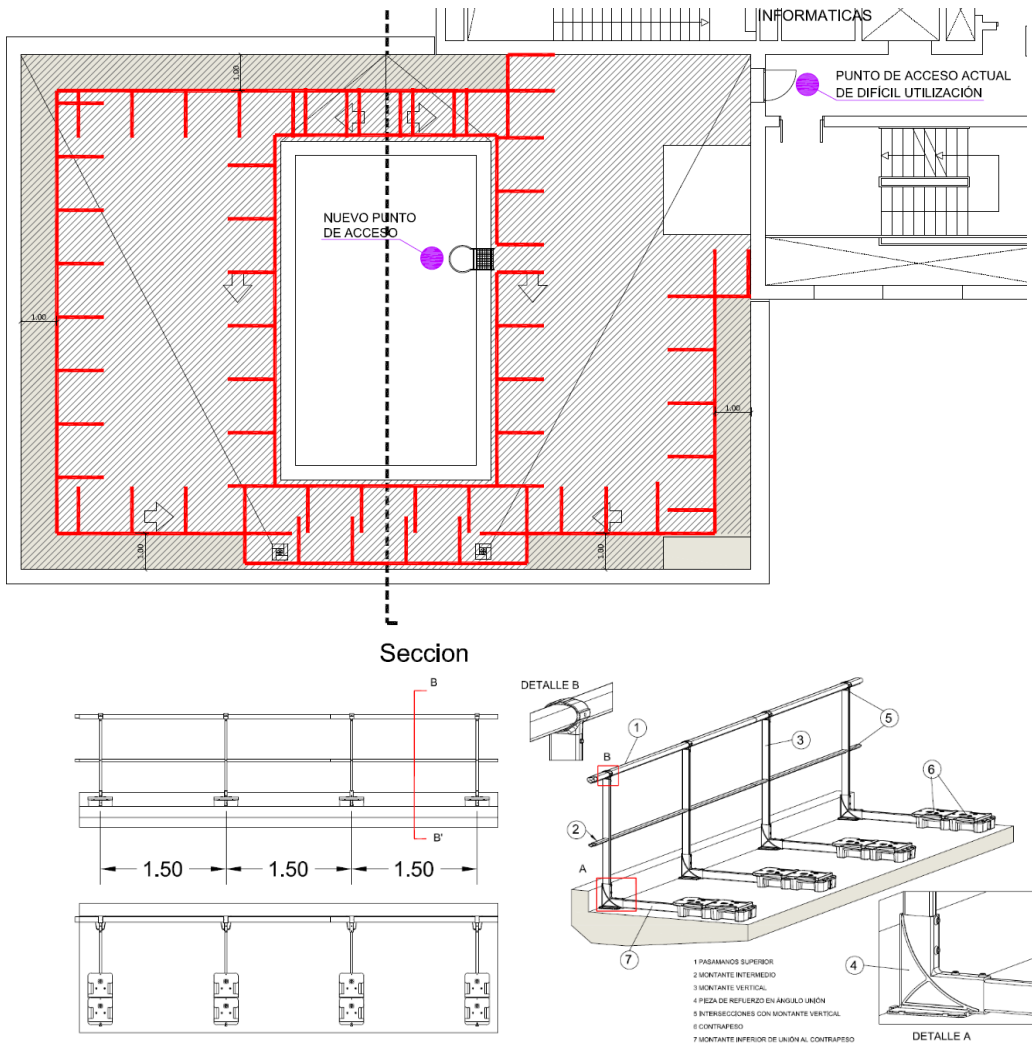 INFORMATICAS
PUNTO DE ACCESO ACTUAL
DE DIFÍCIL UTILIZACIÓN
1.00
NUEVO PUNTO
DE ACCESO
1.00
1.00
1.00
1.00
Seccion
B
B'
1.50
1.50
1.50
DETALLE B
1
B
3
5
6
2
A
7
4
1 PASAMANOS SUPERIOR
2 MONTANTE INTERMEDIO
3 MONTANTE VERTICAL
4 PIEZA DE REFUERZO EN ÁNGULO UNIÓN
5 INTERSECCIONES CON MONTANTE VERTICAL
6 CONTRAPESO
7 MONTANTE INFERIOR DE UNIÓN AL CONTRAPESO
DETALLE A